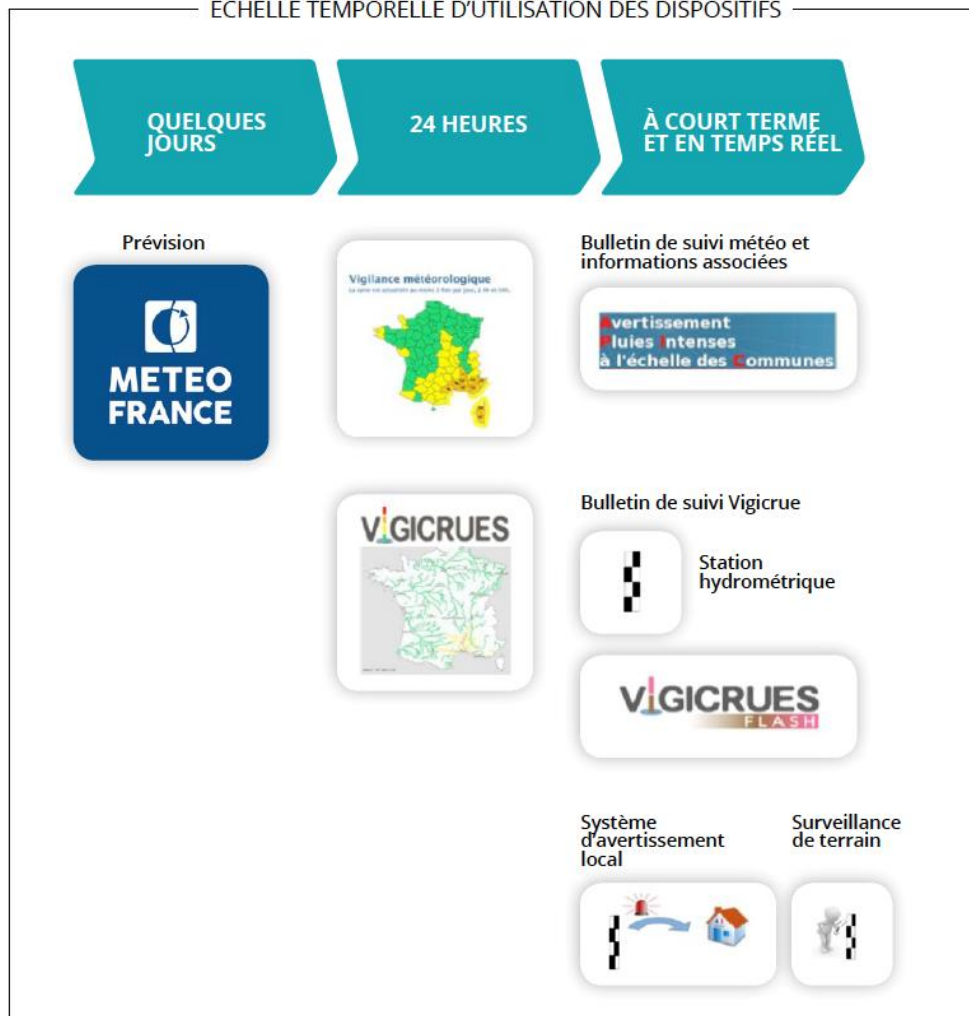 ECHELLE TEMPORELLE D'UTILISATION DES DISPOSITIFS
QUELQUES
JOURS
24 HEURES
À COURT TERME
ET EN TEMPS RÉEL
Prévision
METEO
FRANCE
Vigilance météorologique
Bulletin de suivi météo et
informations associées
Avertissement
Pluies Intenses
à l'échelle des Communes
VIGICRUES
Bulletin de suivi Vigicrue
Station
hydrométrique
VIGICRUES
FLASH
Système
d'avertissement
local
Surveillance
de terrain